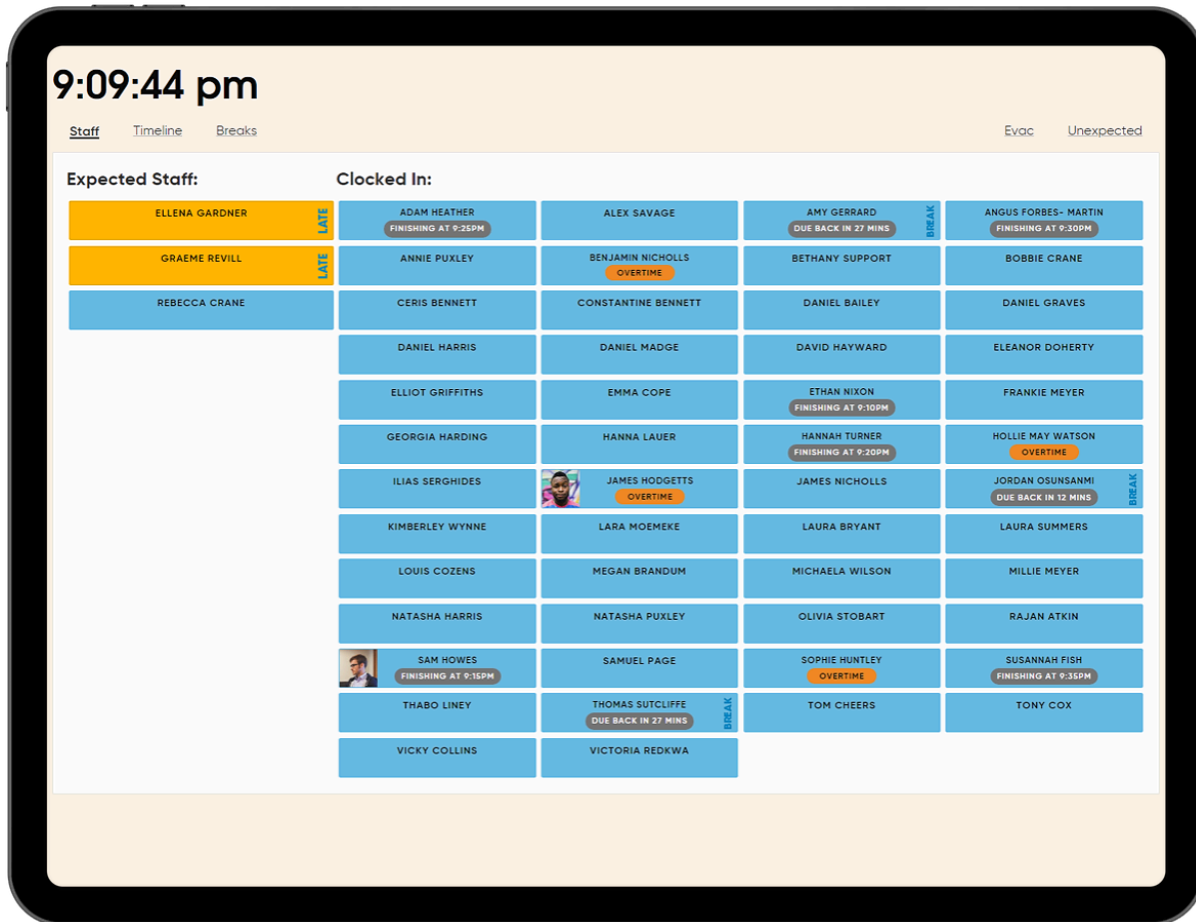 9:09:44 pm
Staff
Timeline
Breaks
Evac
Unexpected
Expected Staff:
ELLENA GARDNER
LATE
GRAEME REVILL
LATE
REBECCA CRANE
Clocked In:
ADAM HEATHER
FINISHING AT 9:25PM
ALEX SAVAGE
AMY GERRARD
DUE BACK IN 27 MINS
BREAK
ANGUS FORBES- MARTIN
FINISHING AT 9:30PM
ANNIE PUXLEY
BENJAMIN NICHOLLS
OVERTIME
BETHANY SUPPORT
BOBBIE CRANE
CERIS BENNETT
CONSTANTINE BENNETT
DANIEL BAILEY
DANIEL GRAVES
DANIEL HARRIS
DANIEL MADGE
DAVID HAYWARD
ELEANOR DOHERTY
ELLIOT GRIFFITHS
EMMA COPE
ETHAN NIXON
FINISHING AT 9:10PM
FRANKIE MEYER
GEORGIA HARDING
HANNA LAUER
HANNAH TURNER
FINISHING AT 9:20PM
HOLLIE MAY WATSON
OVERTIME
ILIAS SERGHIDES
JAMES HODGETTS
OVERTIME
JAMES NICHOLLS
JORDAN OSUNSANMI
DUE BACK IN 12 MINS
BREAK
KIMBERLEY WYNNE
LARA MOEMEKE
LAURA BRYANT
LAURA SUMMERS
LOUIS COZENS
MEGAN BRANDUM
MICHAELA WILSON
MILLIE MEYER
NATASHA HARRIS
NATASHA PUXLEY
OLIVIA STOBART
RAJAN ATKIN
SAM HOWES
FINISHING AT 9:15PM
SAMUEL PAGE
SOPHIE HUNTLEY
OVERTIME
SUSANNAH FISH
FINISHING AT 9:35PM
THABO LINEY
THOMAS SUTCLIFFE
DUE BACK IN 27 MINS
BREAK
TOM CHEERS
TONY COX
VICKY COLLINS
VICTORIA REDKWA